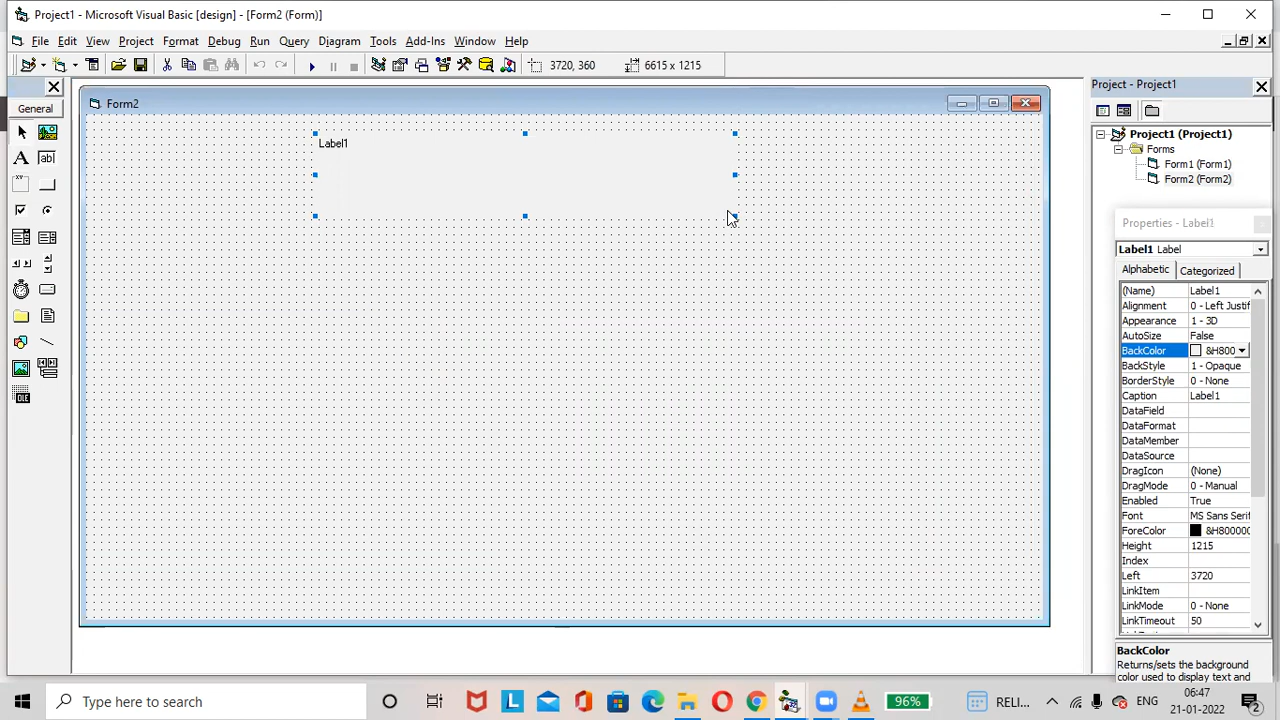 Project1 - Microsoft Visual Basic [design] - [Form2 (Form)]
File Edit View Project Format Debug Run Query Diagram Tools Add-Ins Window Help
3720, 360 6615 x 1215
General
Form2
Label1
Project - Project1
Project1 (Project1)
Forms
Form1 (Form1)
Form2 (Form2)
Properties - Label1
Label1 Label
Alphabetic Categorized
(Name) Label1
Alignment 0 - Left Justif
Appearance 1 - 3D
AutoSize False
BackColor &H800
BackStyle 1 - Opaque
BorderStyle 0 - None
Caption Label1
DataField
DataFormat
DataMember
DataSource
DragIcon (None)
DragMode 0 - Manual
Enabled True
Font MS Sans Serif
ForeColor &H800000
Height 1215
Index
Left 3720
LinkItem
LinkMode 0 - None
LinkTimeout 50
BackColor
Returns/sets the background
color used to display text and
Type here to search
96%
RELI...
ENG
06:47
21-01-2022
2